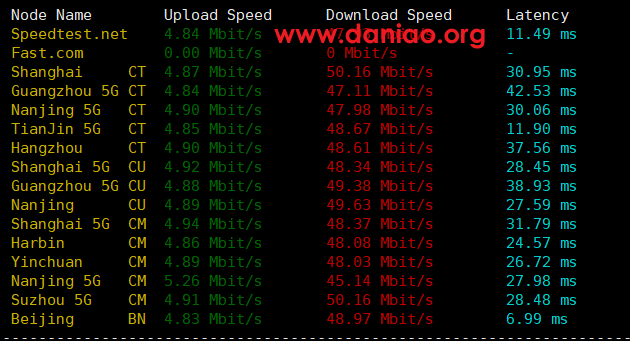 Node Name Upload Speed Download Speed Latency
Speedtest.net 4.84 Mbit/s www.daniao.org 11.49 ms
Fast.com 0.00 Mbit/s 0 Mbit/s -
Shanghai CT 4.87 Mbit/s 50.16 Mbit/s 30.95 ms
Guangzhou 5G CT 4.84 Mbit/s 47.11 Mbit/s 42.53 ms
Nanjing 5G CT 4.90 Mbit/s 47.98 Mbit/s 30.06 ms
TianJin 5G CT 4.85 Mbit/s 48.67 Mbit/s 11.90 ms
Hangzhou CT 4.90 Mbit/s 48.61 Mbit/s 37.56 ms
Shanghai 5G CU 4.92 Mbit/s 48.34 Mbit/s 28.45 ms
Guangzhou 5G CU 4.88 Mbit/s 49.38 Mbit/s 38.93 ms
Nanjing CU 4.89 Mbit/s 49.63 Mbit/s 27.59 ms
Shanghai 5G CM 4.94 Mbit/s 48.37 Mbit/s 31.79 ms
Harbin CM 4.86 Mbit/s 48.08 Mbit/s 24.57 ms
Yinchuan CM 4.89 Mbit/s 48.03 Mbit/s 26.72 ms
Nanjing 5G CM 5.26 Mbit/s 45.14 Mbit/s 27.98 ms
Suzhou 5G CM 4.91 Mbit/s 50.16 Mbit/s 28.48 ms
Beijing BN 4.83 Mbit/s 48.97 Mbit/s 6.99 ms